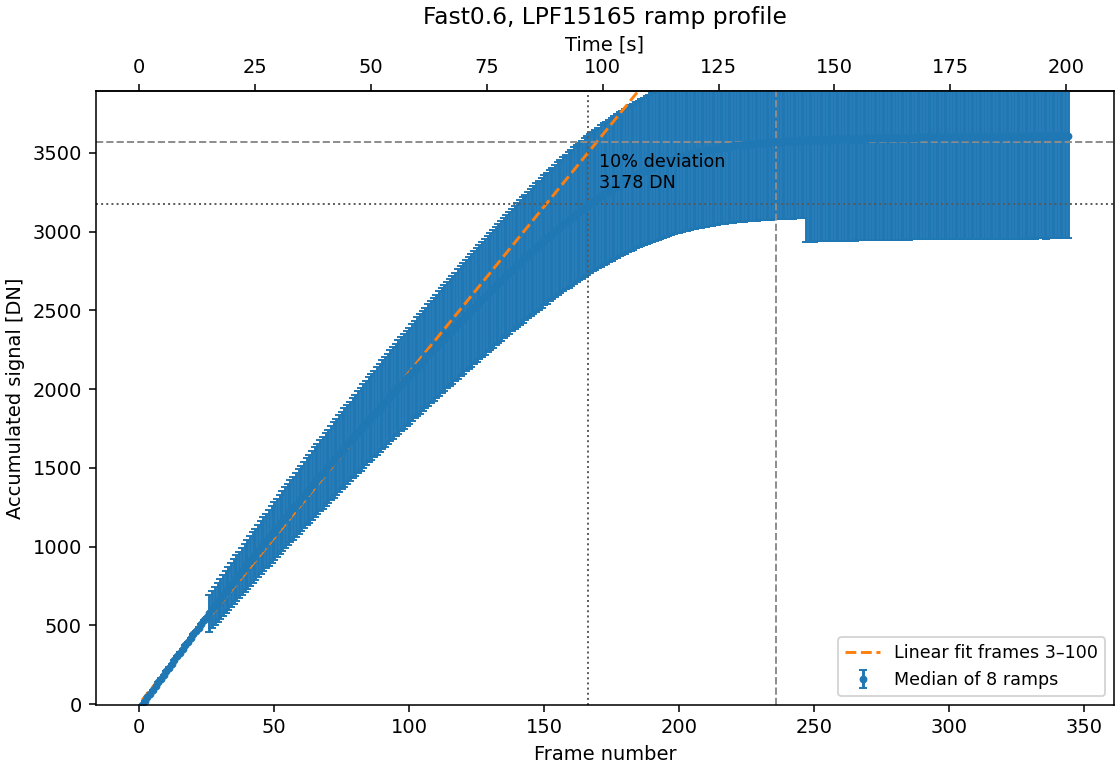 Fast0.6, LPF15165 ramp profile
Time [s]
0 25 50 75 100 125 150 175 200
3500
3000
2500
2000
1500
1000
500
0
Accumulated signal [DN]
10% deviation
3178 DN
Linear fit frames 3–100
Median of 8 ramps
0 50 100 150 200 250 300 350
Frame number